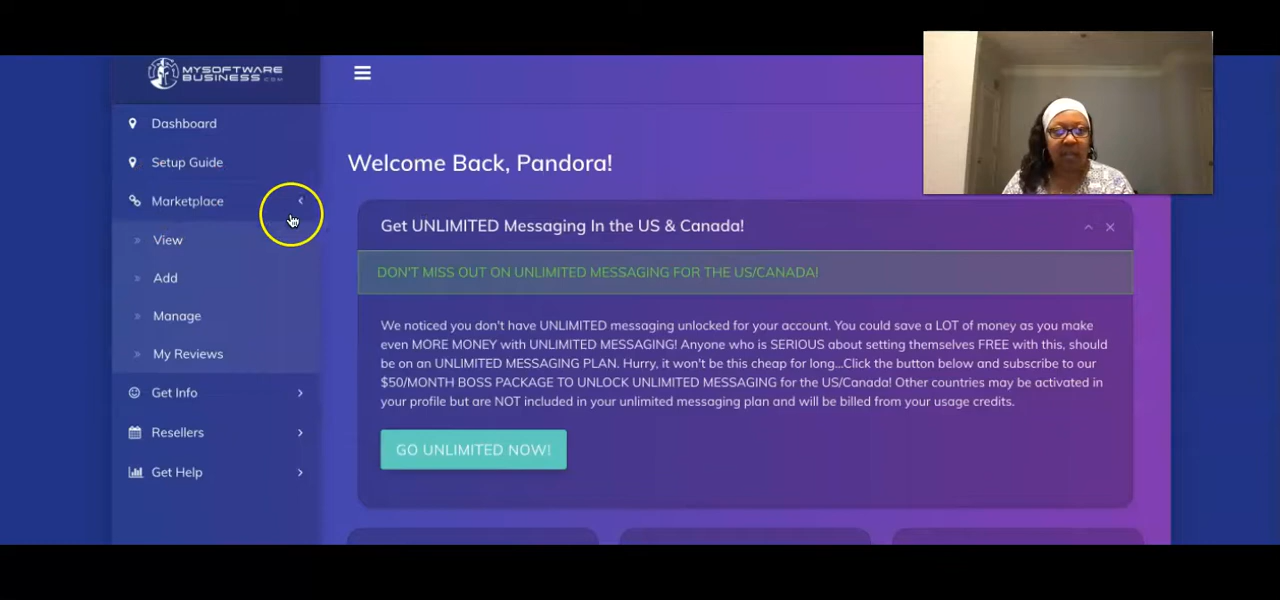 MYSOFTWARE
BUSINESS.COM
Dashboard
Setup Guide
Marketplace
View
Add
Manage
My Reviews
Get Info
Resellers
Get Help
Welcome Back, Pandora!
Get UNLIMITED Messaging In the US & Canada!
DON'T MISS OUT ON UNLIMITED MESSAGING FOR THE US/CANADA!
We noticed you don't have UNLIMITED messaging unlocked for your account. You could save a LOT of money as you make
even MORE MONEY with UNLIMITED MESSAGING! Anyone who is SERIOUS about setting themselves FREE with this, should
be on an UNLIMITED MESSAGING PLAN. Hurry, it won't be this cheap for long...Click the button below and subscribe to our
$50/MONTH BOSS PACKAGE TO UNLOCK UNLIMITED MESSAGING for the US/Canada! Other countries may be activated in
your profile but are NOT included in your unlimited messaging plan and will be billed from your usage credits.
GO UNLIMITED NOW!